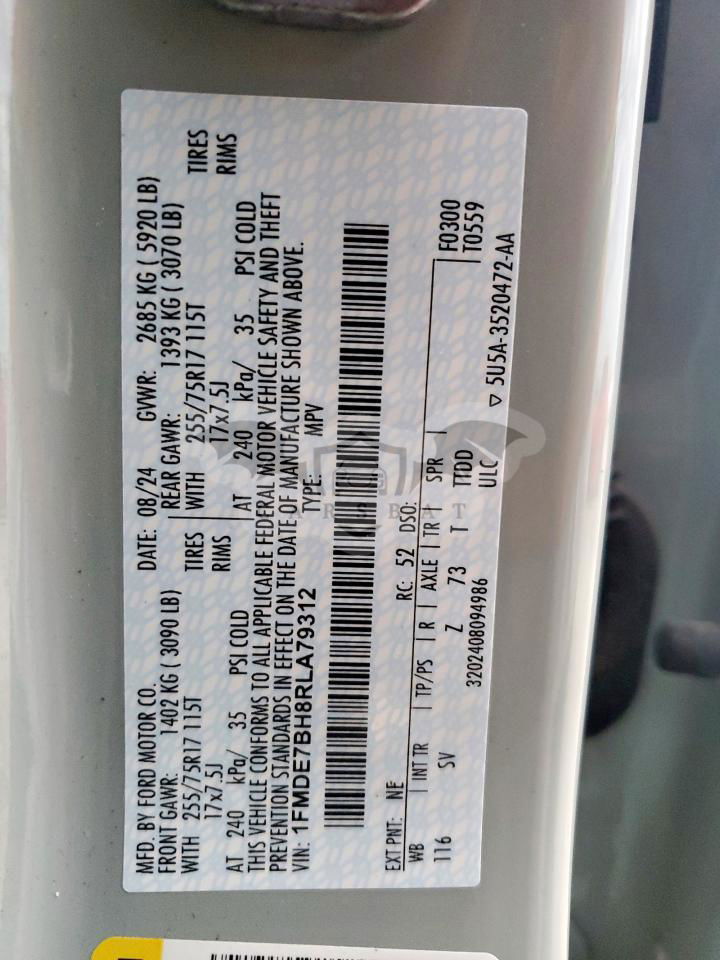 MFD. BY FORD MOTOR CO. DATE: 08/24 GVWR: 2685 KG ( 5920 LB)
FRONT GAWR: 1402 KG ( 3090 LB) REAR GAWR: 1393 KG ( 3070 LB)
WITH 255/75R17 115T TIRES WITH 255/75R17 115T TIRES
17x7.5J RIMS 17x7.5J RIMS
AT 240 kPa/ 35 PSI COLD AT 240 kPa/ 35 PSI COLD
THIS VEHICLE CONFORMS TO ALL APPLICABLE FEDERAL MOTOR VEHICLE SAFETY AND THEFT
PREVENTION STANDARDS IN EFFECT ON THE DATE OF MANUFACTURE SHOWN ABOVE.
VIN: 1FMDE7BH8RLA79312 TYPE: MPV
EXT PNT: NE RC: 52 DSO:
WB INT TR TP/PS R AXLE TR SPR F0300
116 SV Z 73 T TTDD T0559
3202408094986 ULC
▽ 5U5A-3520472-AA
ARBAT